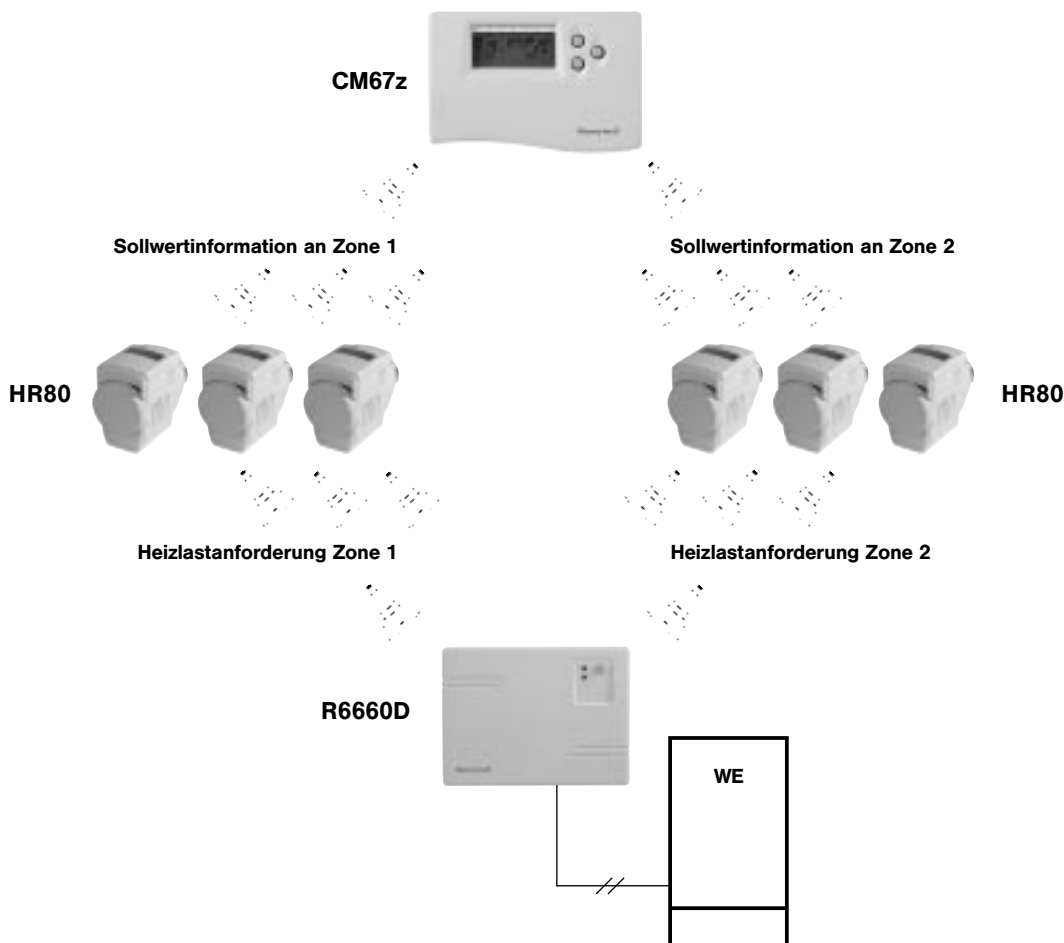 CM67z
Honeywell
Sollwertinformation an Zone 1
Sollwertinformation an Zone 2
HR80
HR80
Heizlastanforderung Zone 1
Heizlastanforderung Zone 2
R6660D
WE